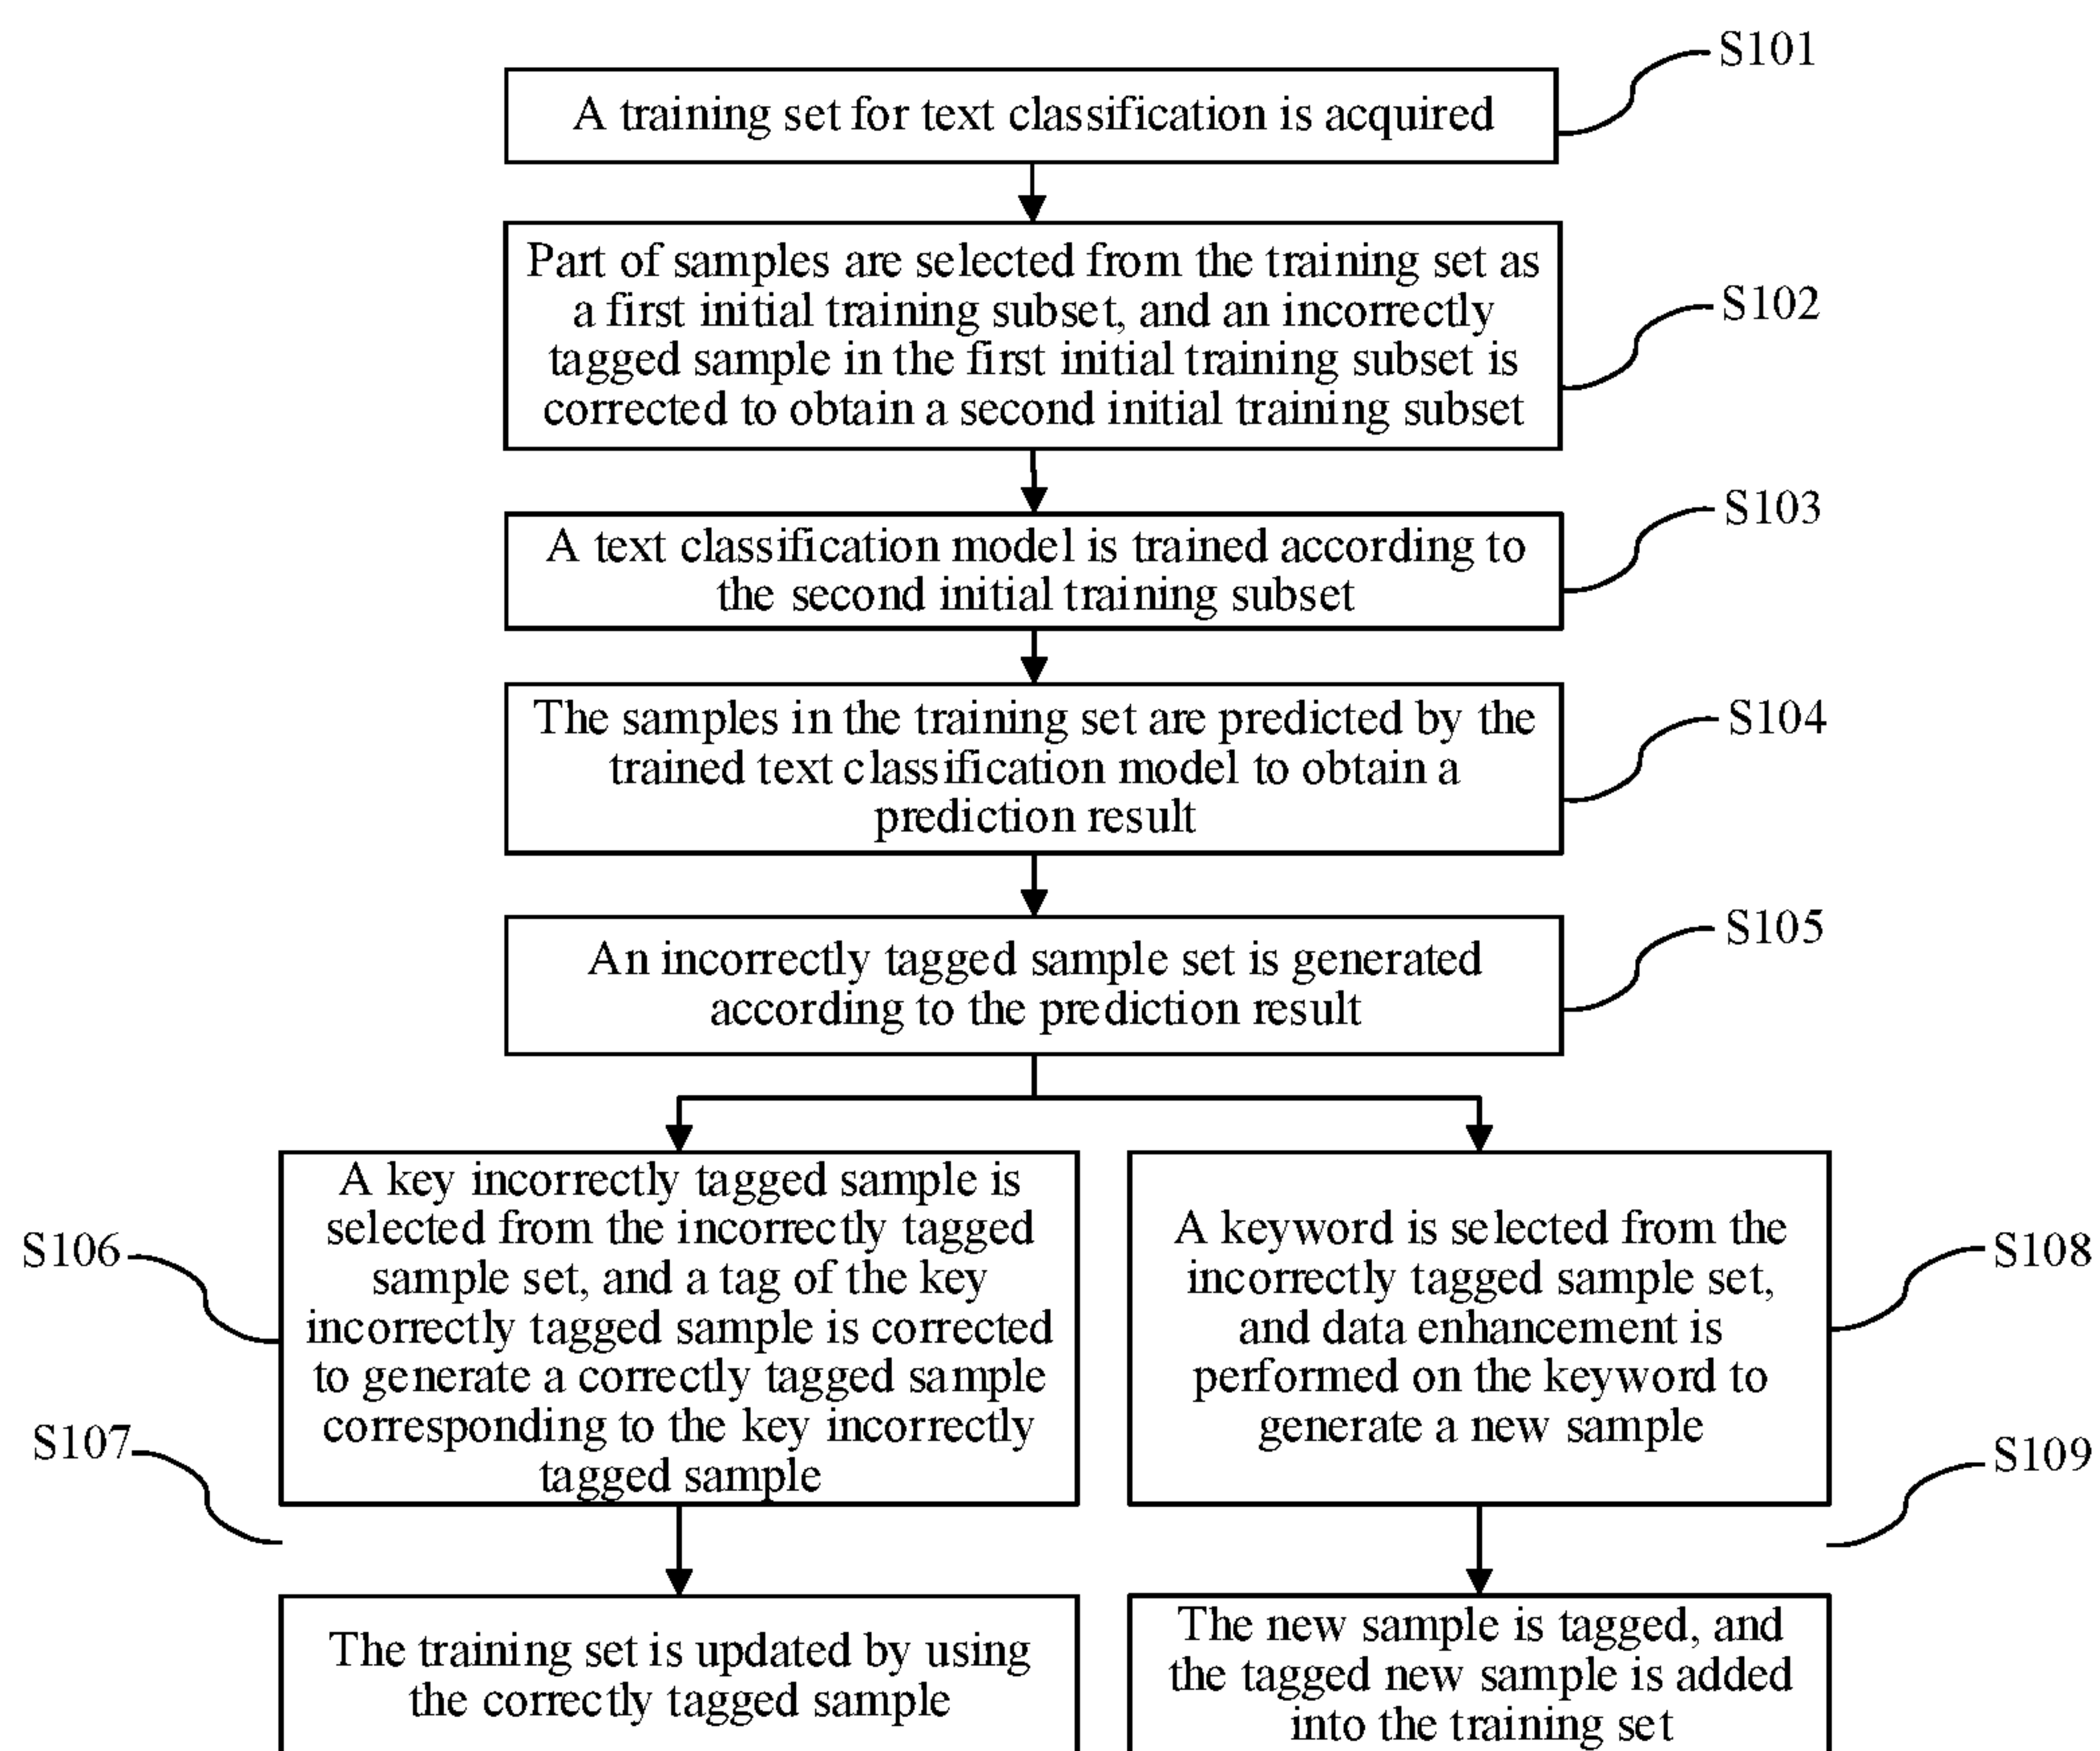 S101
A training set for text classification is acquired
Part of samples are selected from the training set as
a first initial training subset, and an incorrectly
tagged sample in the first initial training subset is
corrected to obtain a second initial training subset
S102
S103
A text classification model is trained according to
the second initial training subset
S104
The samples in the training set are predicted by the
trained text classification model to obtain a
prediction result
S105
An incorrectly tagged sample set is generated
according to the prediction result
S106
A key incorrectly tagged sample is
selected from the incorrectly tagged
sample set, and a tag of the key
incorrectly tagged sample is corrected
to generate a correctly tagged sample
corresponding to the key incorrectly
tagged sample
A keyword is selected from the
incorrectly tagged sample set,
and data enhancement is
performed on the keyword to
generate a new sample
S108
S107
The training set is updated by using
the correctly tagged sample
S109
The new sample is tagged, and
the tagged new sample is added
into the training set